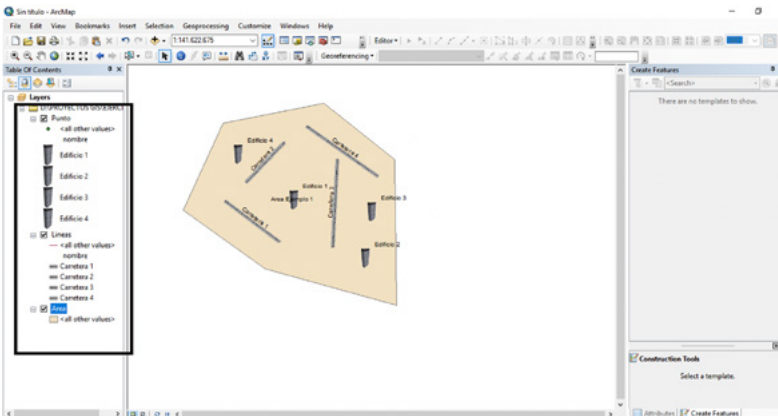 Sin título - ArcMap
File Edit View Bookmarks Insert Selection Geoprocessing Customize Windows Help
1:141.622.675
Editor
Georeferencing
Table Of Contents
Layers
D:\PROYECTOS GIS\EJERCI
Punto
<all other values>
nombre
Edificio 1
Edificio 2
Edificio 3
Edificio 4
Lineas
<all other values>
nombre
Carretera 1
Carretera 2
Carretera 3
Carretera 4
Area
<all other values>
Edificio 4
Carretera 2
Carretera 4
Edificio 1
Area Ejemplo 1
Carretera 3
Edificio 3
Carretera 1
Edificio 2
Create Features
<Search>
There are no templates to show.
Construction Tools
Select a template.
Attributes Create Features